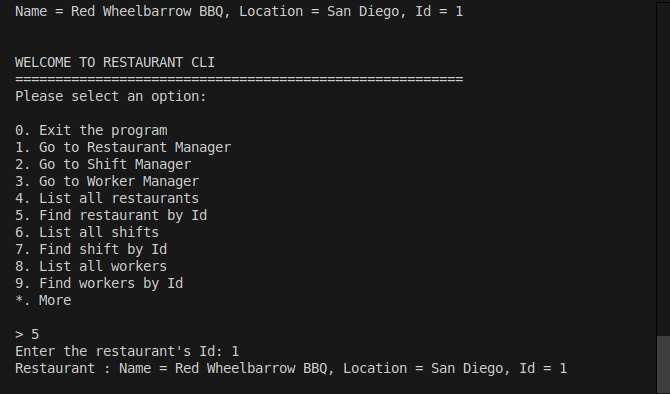 Name = Red Wheelbarrow BBQ, Location = San Diego, Id = 1
WELCOME TO RESTAURANT CLI
========================================================
Please select an option:
0. Exit the program
1. Go to Restaurant Manager
2. Go to Shift Manager
3. Go to Worker Manager
4. List all restaurants
5. Find restaurant by Id
6. List all shifts
7. Find shift by Id
8. List all workers
9. Find workers by Id
*. More
> 5
Enter the restaurant's Id: 1
Restaurant : Name = Red Wheelbarrow BBQ, Location = San Diego, Id = 1